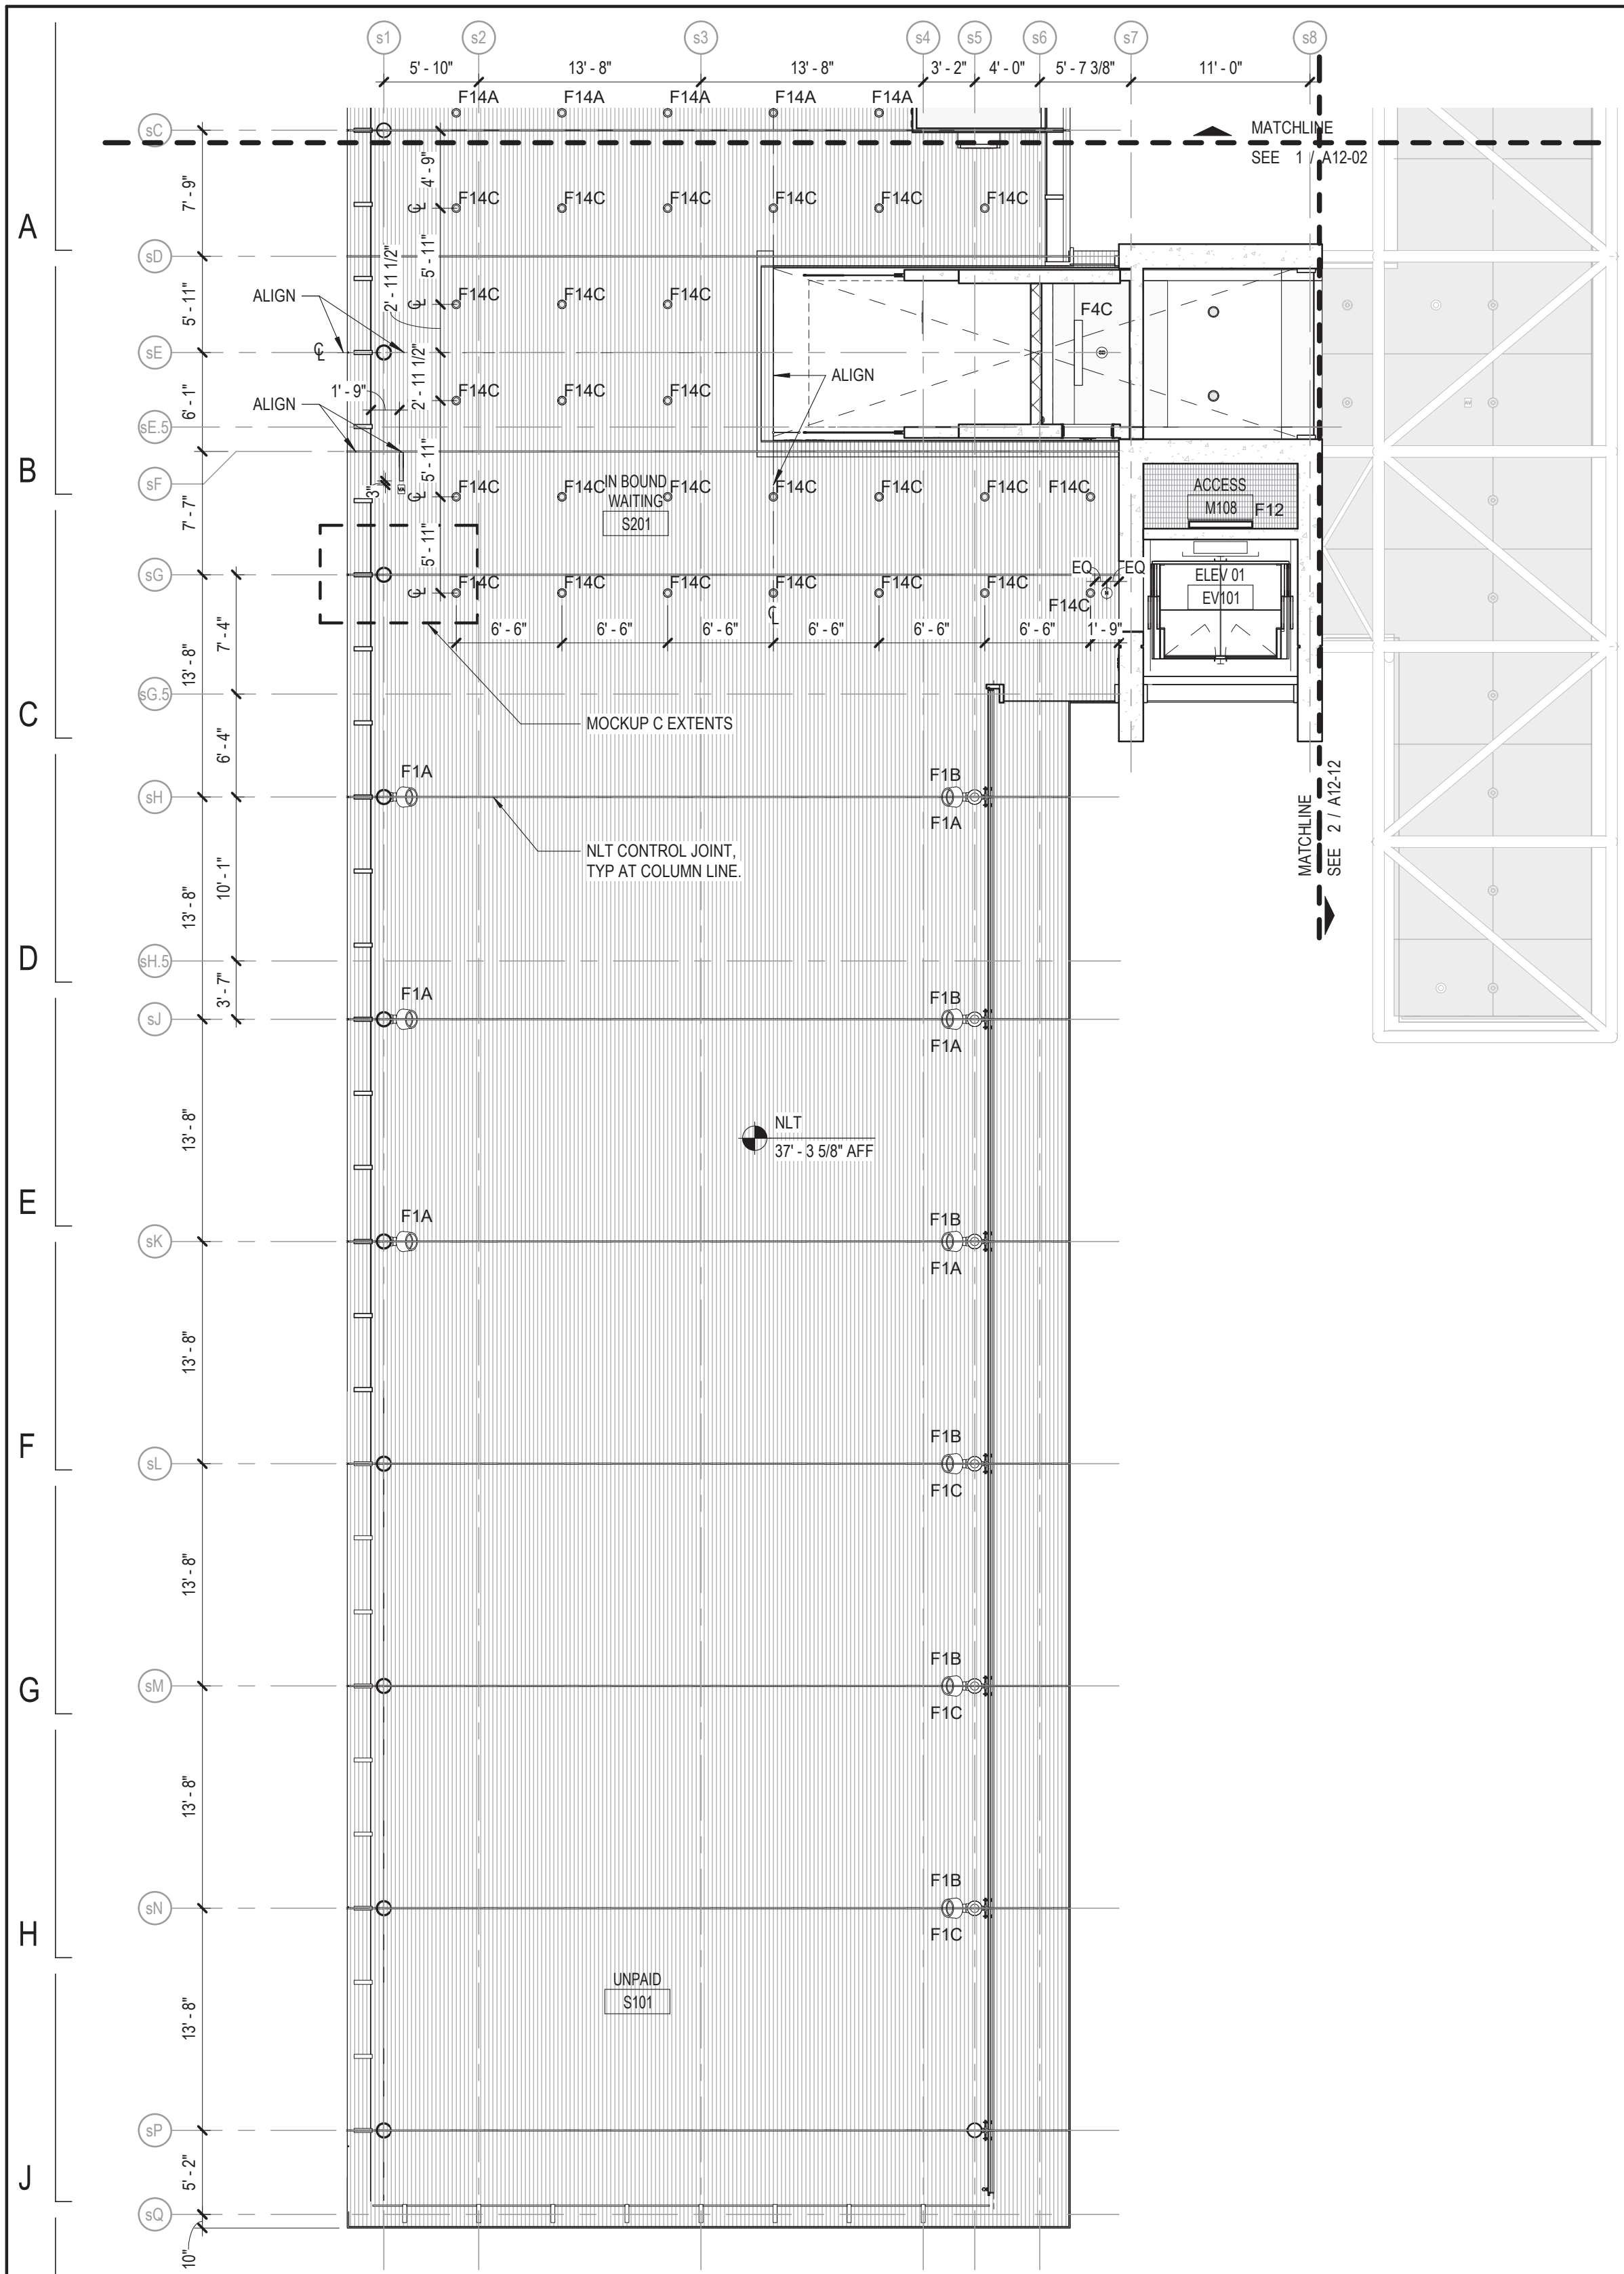 s1 s2 s3 s4 s5 s6 s7 s8
5' - 10" 13' - 8" 13' - 8" 3' - 2" 4' - 0" 5' - 7 3/8" 11' - 0"
F14A F14A F14A F14A F14A
sC
MATCHLINE
SEE 1 / A12-02
4' - 9"
7' - 9"
F14C F14C F14C F14C F14C F14C
A
sD
5' - 11"
2' - 11 1/2"
5' - 11"
ALIGN
F14C F14C F14C
F4C
sE
2' - 11 1/2"
ALIGN
1' - 9"
6' - 1"
ALIGN
F14C F14C F14C
sE.5
B
sF
5' - 11"
3"
F14C F14C F14C F14C F14C F14C F14C
IN BOUND
WAITING
S201
ACCESS
M108
F12
7' - 7"
5' - 11"
sG
EQ EQ
ELEV 01
EV101
F14C F14C F14C F14C F14C F14C
F14C
6' - 6" 6' - 6" 6' - 6" 6' - 6" 6' - 6" 6' - 6" 1' - 9"
7' - 4"
13' - 8"
sG.5
C
MOCKUP C EXTENTS
6' - 4"
sH
F1A
F1B
F1A
MATCHLINE
SEE 2 / A12-12
NLT CONTROL JOINT,
TYP AT COLUMN LINE.
10' - 1"
13' - 8"
D
sH.5
3' - 7"
sJ
F1A
F1B
F1A
13' - 8"
NLT
37' - 3 5/8" AFF
E
sK
F1A
F1B
F1A
13' - 8"
F
sL
F1B
F1C
13' - 8"
G
sM
F1B
F1C
13' - 8"
H
sN
F1B
F1C
UNPAID
S101
13' - 8"
sP
5' - 2"
J
sQ
10"